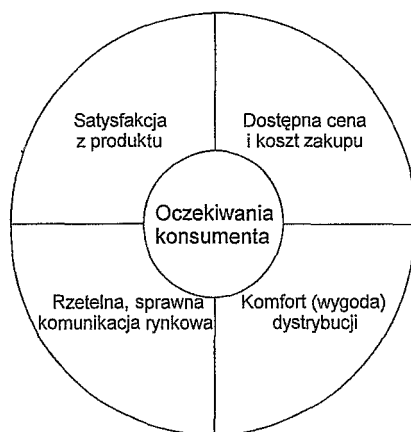 Satysfakcja
z produktu
Dostępna cena
i koszt zakupu
Oczekiwania
konsumenta
Rzetelna, sprawna
komunikacja rynkowa
Komfort (wygoda)
dystrybucji